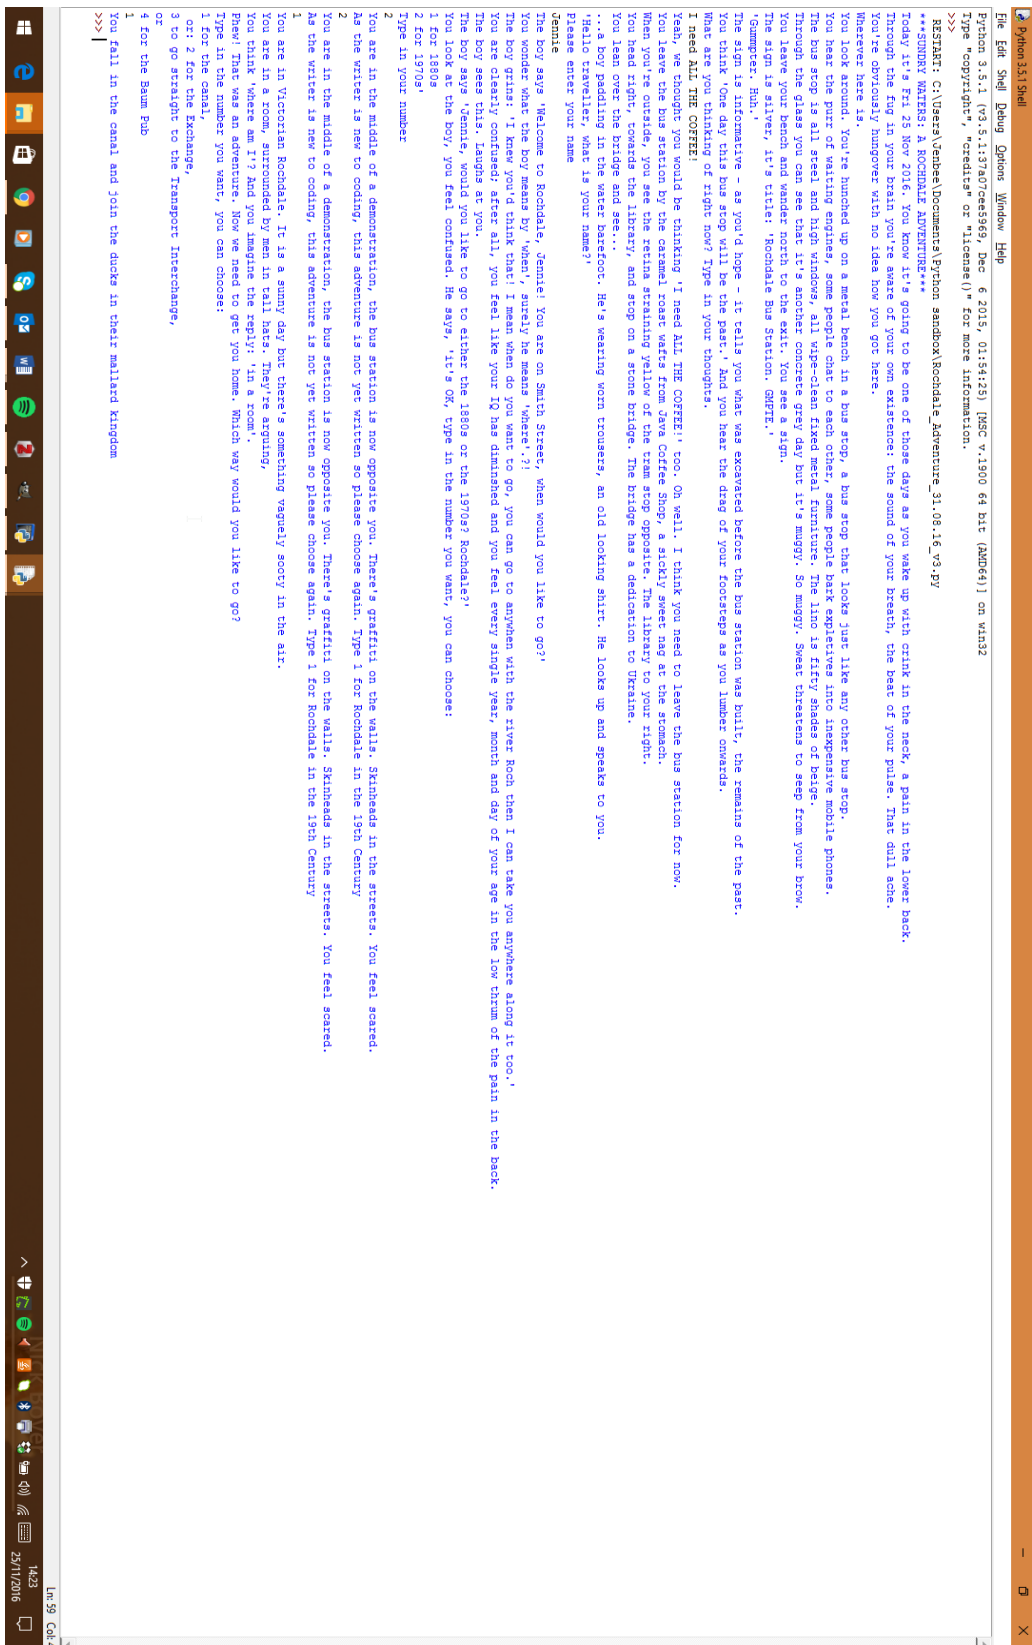 Python 3.5.1 Shell
File Edit Shell Debug Options Window Help
Python 3.5.1 (v3.5.1:37a07cee5969, Dec  6 2015, 01:54:25) [MSC v.1900 64 bit (AMD64)] on win32
Type "copyright", "credits" or "license()" for more information.
>>>
RESTART: C:\Users\Jenbee\Documents\Python sandbox\Rochdale_Adventure_31.08.16_v3.py
***SUNDRY WATERS: A ROCHDALE ADVENTURE***
Today it's Fri 25 Nov 2016. You know it's going to be one of those days as you wake up with crink in the neck, a pain in the lower back.
Through the fug in your brain you're aware of your own existence: the sound of your breath, the beat of your pulse. That dull ache.
You're obviously hungover with no idea how you got here.
Wherever here is.
You look around. You're hunched up on a metal bench in a bus stop, a bus stop that looks just like any other bus stop.
You hear the purr of waiting engines, some people chat to each other, some people bark expletives into inexpensive mobile phones.
The bus stop is all steel and high windows, all wipe-clean fixed metal furniture. The lino is fifty shades of beige.
Through the glass you can see that it's another concrete grey day but it's muggy. So muggy. Sweat threatens to seep from your brow.
You leave your bench and wander north to the exit. You see a sign.
The sign is silver, it's title: 'Rochdale Bus Station. GMPTE.'
'Gummpter. Huh.'
The sign is informative - as you'd hope - it tells you what was excavated before the bus station was built, the remains of the past.
You think 'One day this bus stop will be the past.' And you hear the drag of your footsteps as you lumber onwards.
What are you thinking of right now? Type in your thoughts.
I need ALL THE COFFEE!
Yeah, we thought you would be thinking 'I need ALL THE COFFEE!' too. Oh well. I think you need to leave the bus station for now.
You leave the bus station by the caramel roast wafts from Java Coffee Shop, a sickly sweet nag at the stomach.
When you're outside, you see the retina straining yellow of the tram stop opposite. The library to your right.
You head right, towards the library, and stop on a stone bridge. The bridge has a dedication to Ukraine.
You lean over the bridge and see...
...a boy paddling in the water barefoot. He's wearing worn trousers, an old looking shirt. He looks up and speaks to you.
'Hello traveller, what is your name?'
Please enter your name
Jennie
The boy says 'Welcome to Rochdale, Jennie! You are on Smith Street, when would you like to go?'
You wonder what the boy means by 'when', surely he means 'where'.?!
The boy grins: 'I knew you'd think that! I mean when do you want to go, you can go to anywhen with the river Roch then I can take you anywhere along it too.'
You are clearly confused; after all, you feel like your IQ has diminshed and you feel every single year, month and day of your age in the low thrum of the pain in the back.
The boy sees this. Laughs at you.
The boy says 'Jennie, would you like to go to either the 1880s or the 1970s? Rochdale?'
You look at the boy, you feel confused. He says, 'it's OK, type in the number you want, you can choose:
1 for 1880s
2 for 1970s'
Type in your number
2
You are in the middle of a demonstration, the bus station is now opposite you. There's graffiti on the walls. Skinheads in the streets. You feel scared.
As the writer is new to coding, this adventure is not yet written so please choose again. Type 1 for Rochdale in the 19th Century
2
You are in the middle of a demonstration, the bus station is now opposite you. There's graffiti on the walls. Skinheads in the streets. You feel scared.
As the writer is new to coding, this adventure is not yet written so please choose again. Type 1 for Rochdale in the 19th Century
1
You are in Victorian Rochdale. It is a sunny day but there's something vaguely sooty in the air.
You are in a room, surrounded by men in tall hats. They're arguing,
You think 'where am I'? And you imagine the reply: 'in a room'.
Phew! That was an adventure. Now we need to get you home. Which way would you like to go?
Type in the number you want, you can choose:
1 for the canal,
or: 2 for the Exchange,
3 to go straight to the Transport Interchange,
or
4 for the Baum Pub
1
You fall in the canal and join the ducks in their mallard kingdom
>>>
Ln: 59 Col: 4
14:23
25/11/2016